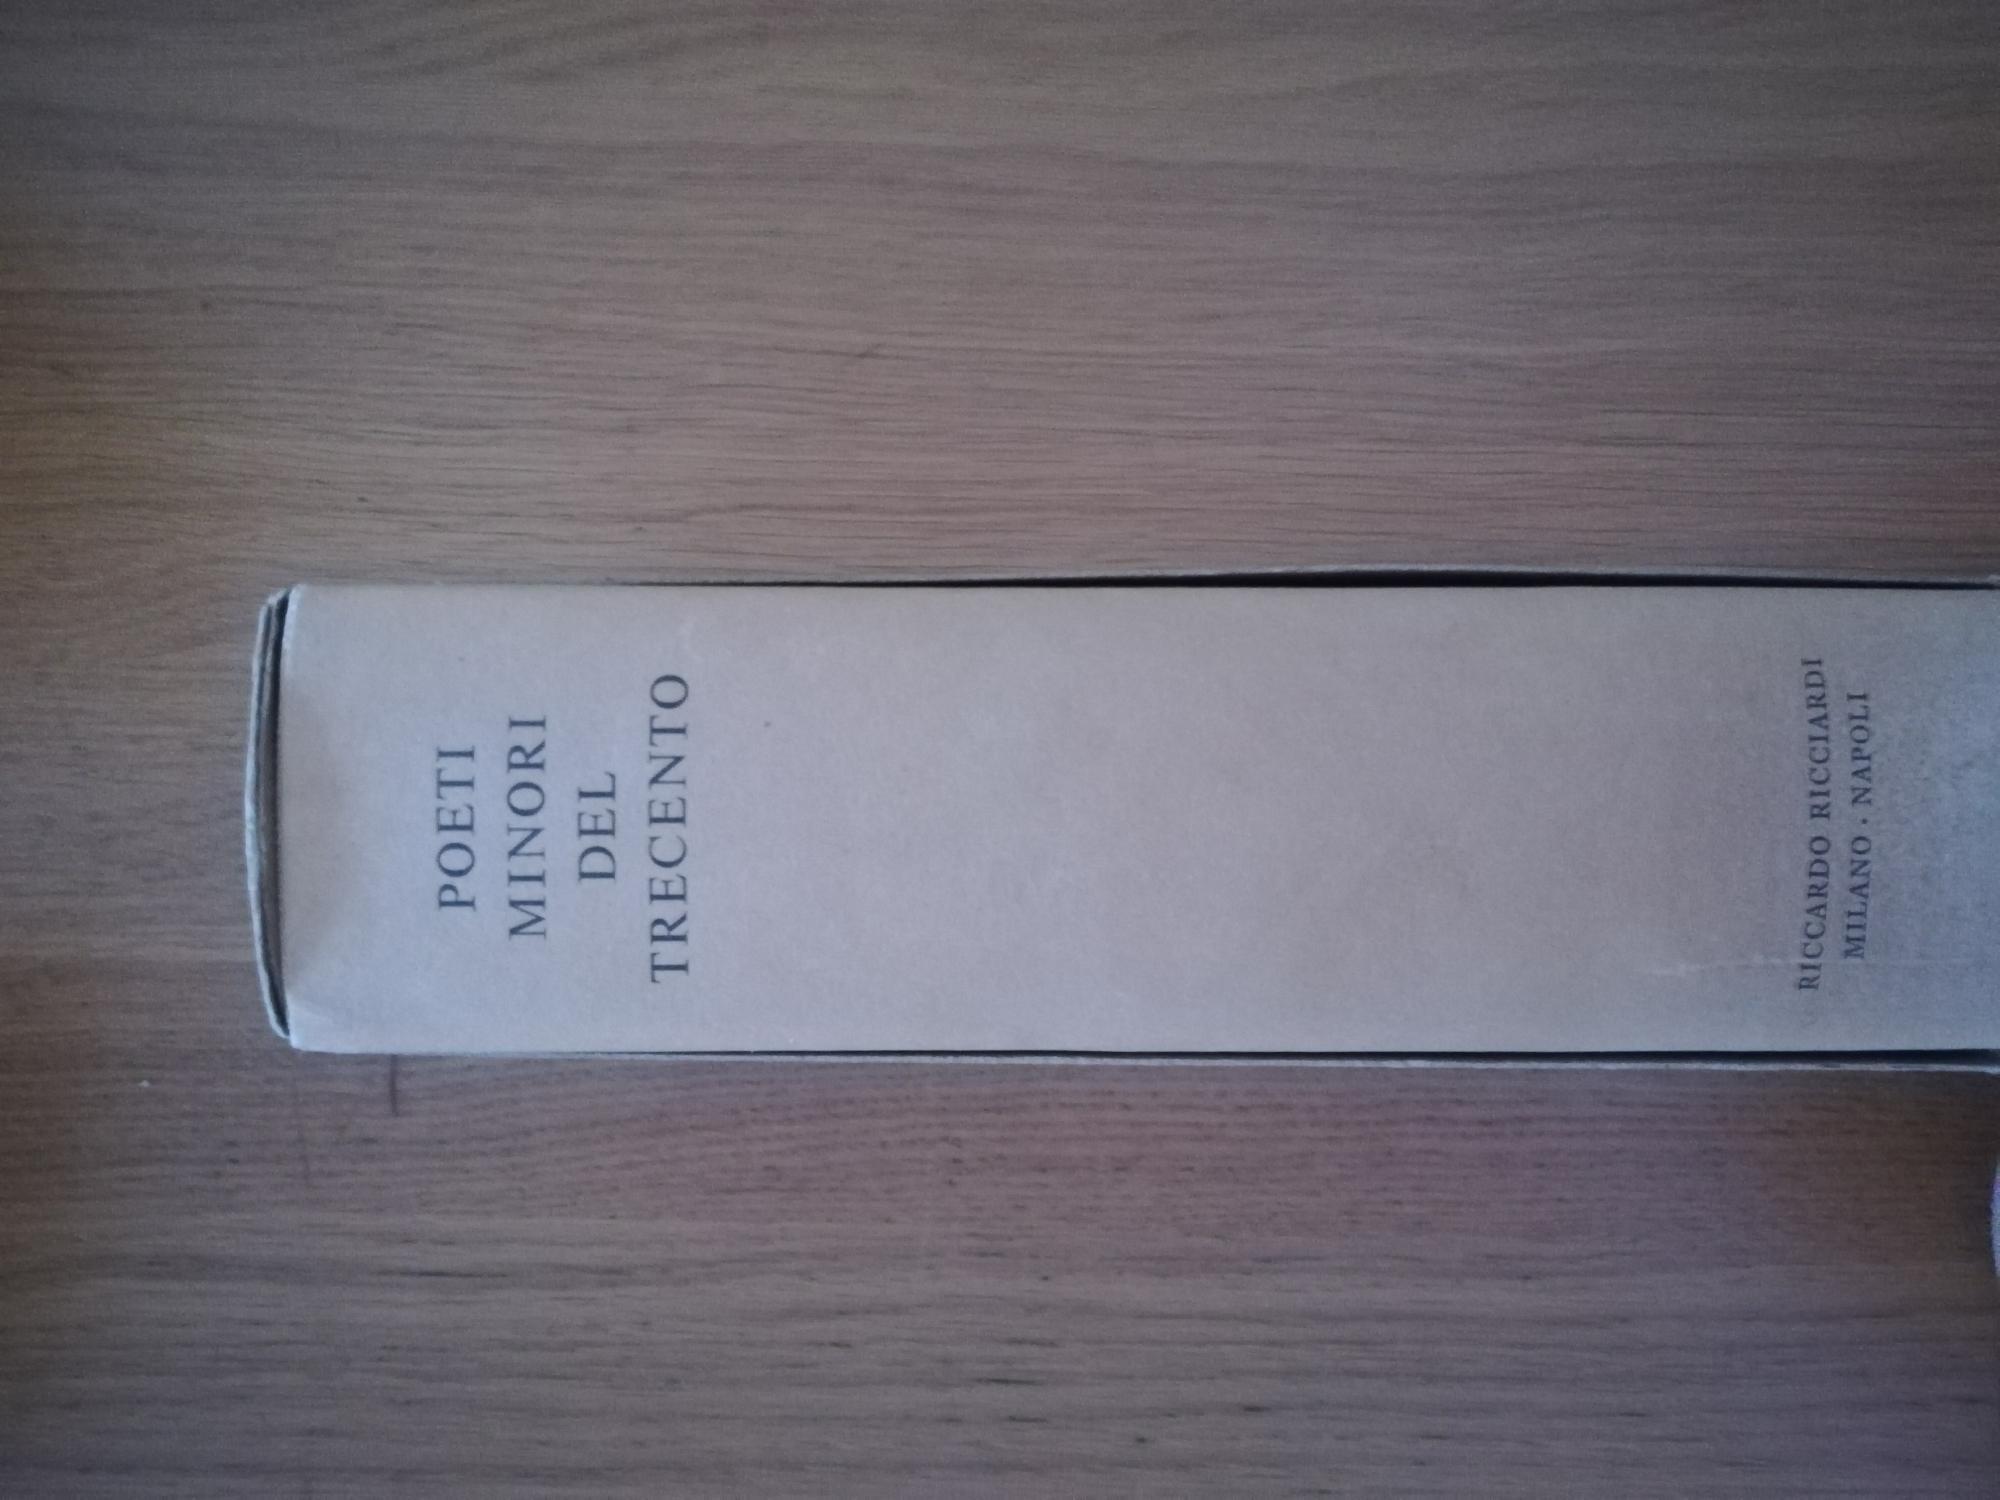 POETI
MINORI
DEL
TRECENTO
RICCARDO RICCIARDI
MILANO · NAPOLI